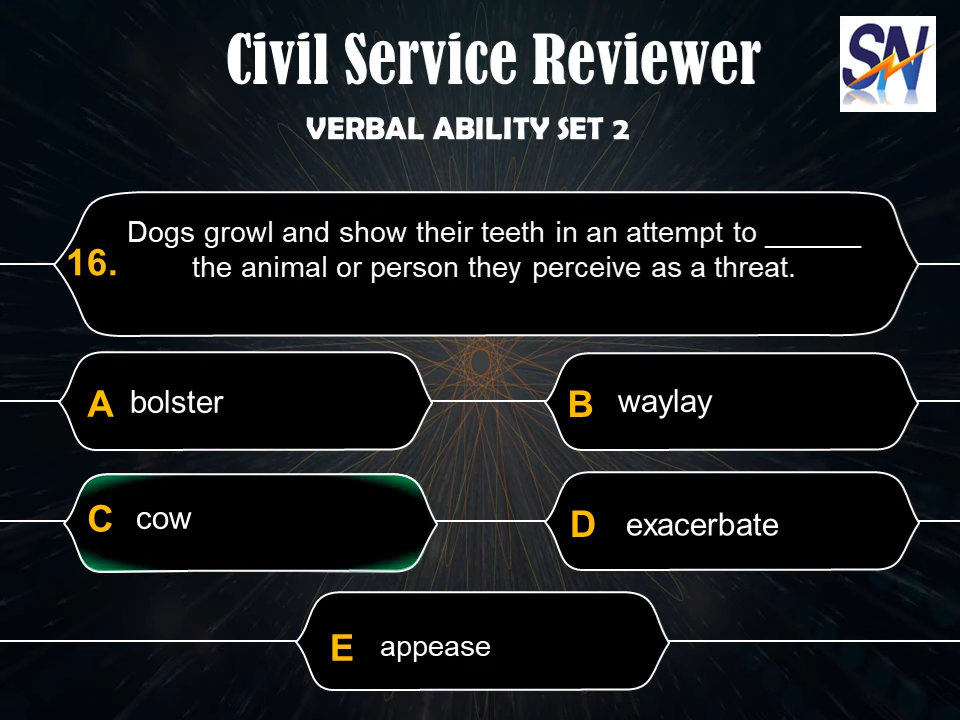 Civil Service Reviewer
SN
VERBAL ABILITY SET 2
16.
Dogs growl and show their teeth in an attempt to ______
the animal or person they perceive as a threat.
A bolster
B waylay
C cow
D exacerbate
E appease